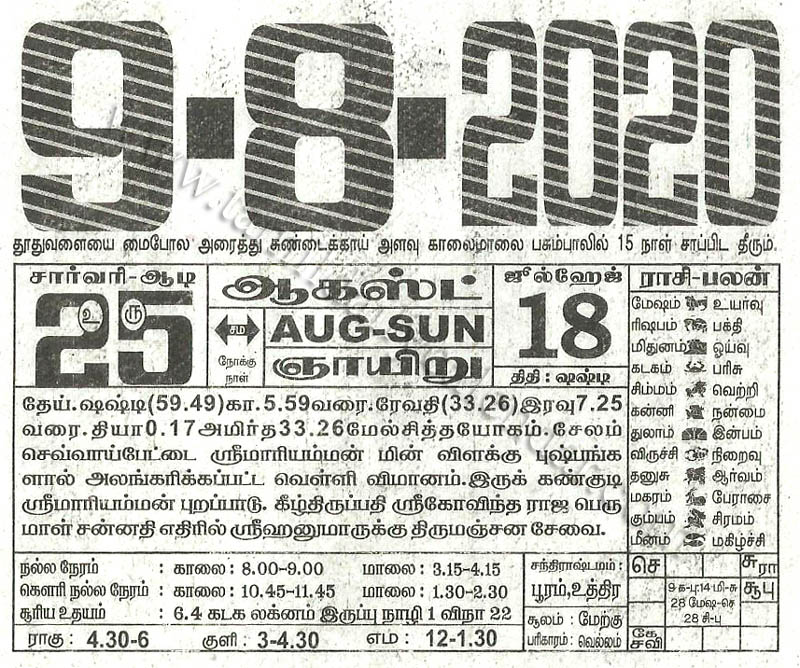 9-8-2020
தூதுவளையை மைபோல அரைத்து சுண்டைக்காய் அளவு காலைமாலை பசும்பாலில் 15 நாள் சாப்பிட தீரும்.
சார்வரி-ஆடி
25
உ ரு
ஆகஸ்ட்
சம
நோக்கு
நாள்
AUG-SUN
ஞாயிறு
ஜூல்ஹேஜ்
18
திதி : ஷஷ்டி
ராசி-பலன்
மேஷம் உயர்வு
ரிஷபம் பக்தி
மிதுனம் ஓய்வு
கடகம் பரிசு
சிம்மம் வெற்றி
கன்னி நன்மை
துலாம் இன்பம்
விருச்சி நிறைவு
தனுசு ஆர்வம்
மகரம் பேராசை
கும்பம் சிரமம்
மீனம் மகிழ்ச்சி
தேய்.ஷஷ்டி(59.49)கா.5.59வரை.ரேவதி(33.26)இரவு7.25
வரை.தியா0.17அமிர்த33.26மேல்சித்தயோகம்.சேலம்
செவ்வாய்பேட்டை ஸ்ரீமாரியம்மன் மின் விளக்கு புஷ்பங்க
ளால் அலங்கரிக்கப்பட்ட வெள்ளி விமானம்.இருக் கண்குடி
ஸ்ரீமாரியம்மன் புறப்பாடு. கீழ்திருப்பதி ஸ்ரீகோவிந்த ராஜ பெரு
மாள் சன்னதி எதிரில் ஸ்ரீஹனுமாருக்கு திருமஞ்சன சேவை.
நல்ல நேரம் : காலை: 8.00-9.00 மாலை: 3.15-4.15
கௌரி நல்ல நேரம் : காலை: 10.45-11.45 மாலை: 1.30-2.30
சூரிய உதயம் : 6.4 கடக லக்னம் இருப்பு நாழி 1 விநா 22
ராகு : 4.30-6 குளி : 3-4.30 எம் : 12-1.30
சந்திராஷ்டமம் :
பூரம்,உத்திர
சூலம் : மேற்கு
பரிகாரம் : வெல்லம்
செ சு ரா
9 க-பு:14 மி-சு
28 மேஷ-செ
28 சி-பு
சூ பு
கே
சவி